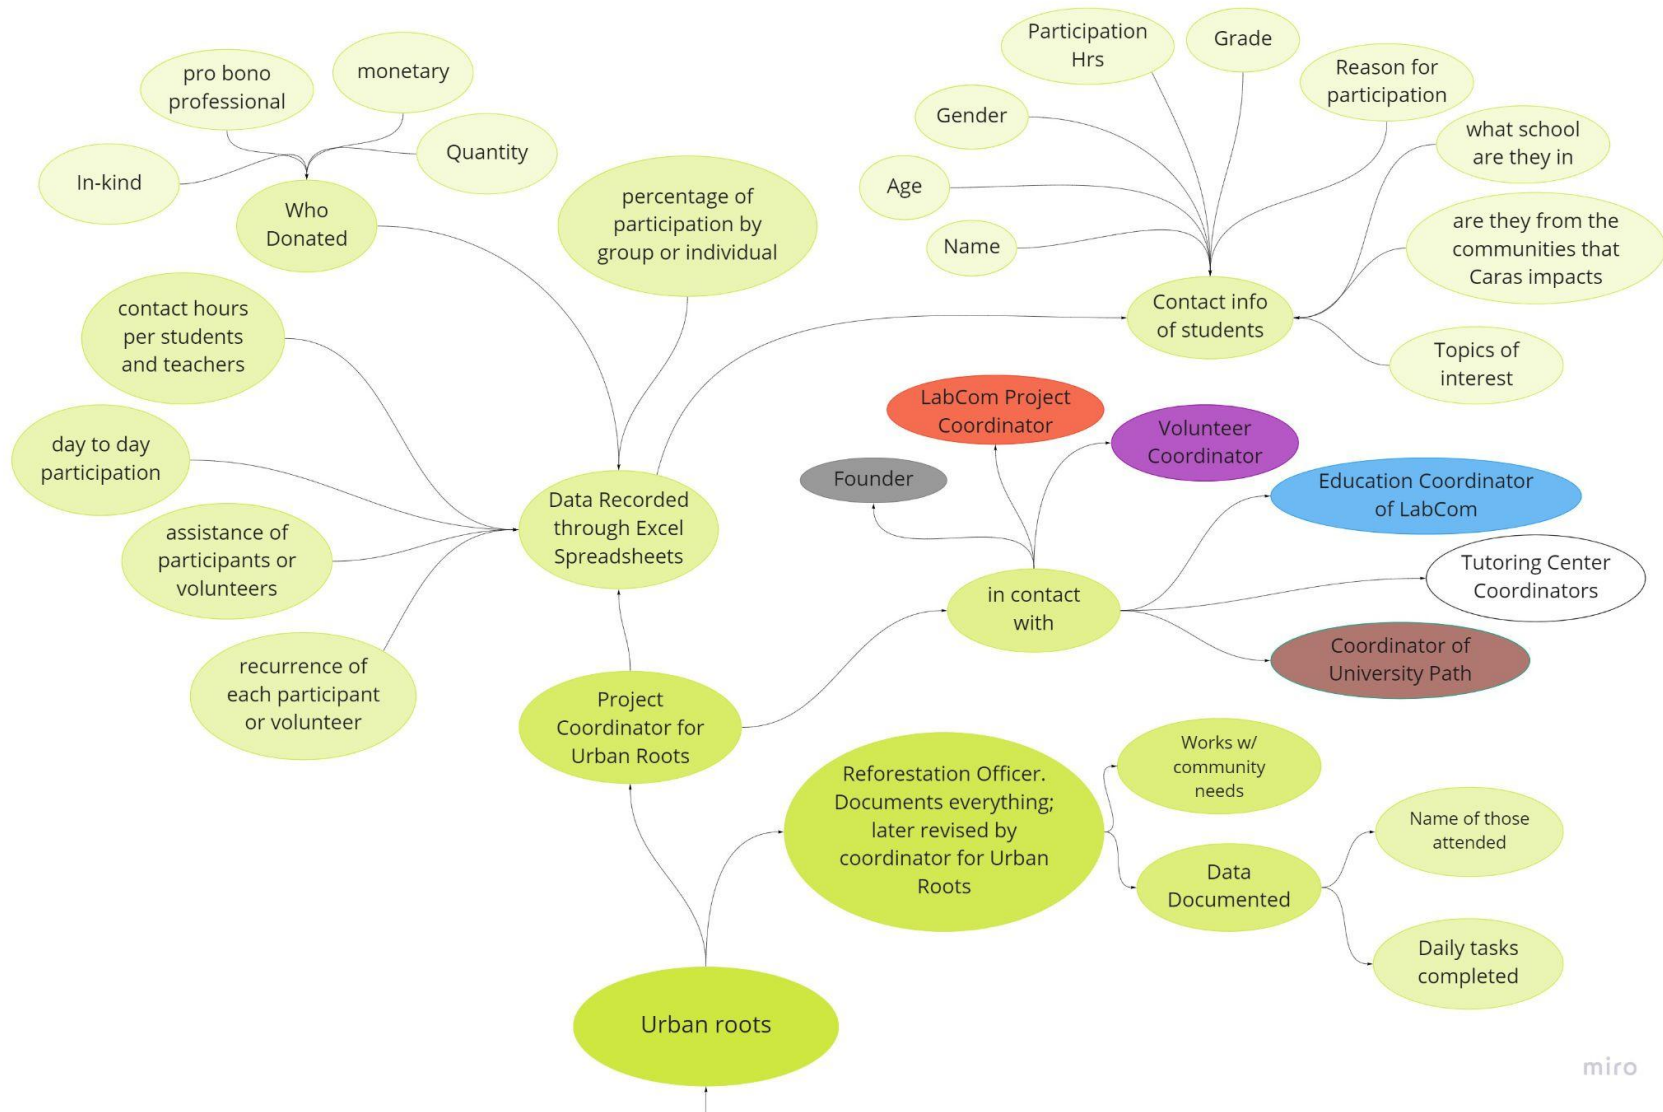 Participation
Hrs
Grade
pro bono
professional
monetary
Reason for
participation
Gender
what school
are they in
Quantity
In-kind
Age
Who
Donated
percentage of
participation by
group or individual
are they from the
communities that
Caras impacts
Name
contact hours
per students
and teachers
Contact info
of students
Topics of
interest
LabCom Project
Coordinator
Volunteer
Coordinator
day to day
participation
Founder
Education Coordinator
of LabCom
Data Recorded
through Excel
Spreadsheets
assistance of
participants or
volunteers
Tutoring Center
Coordinators
in contact
with
Coordinator of
University Path
recurrence of
each participant
or volunteer
Project
Coordinator for
Urban Roots
Works w/
community
needs
Reforestation Officer.
Documents everything;
later revised by
coordinator for Urban
Roots
Name of those
attended
Data
Documented
Daily tasks
completed
Urban roots
miro